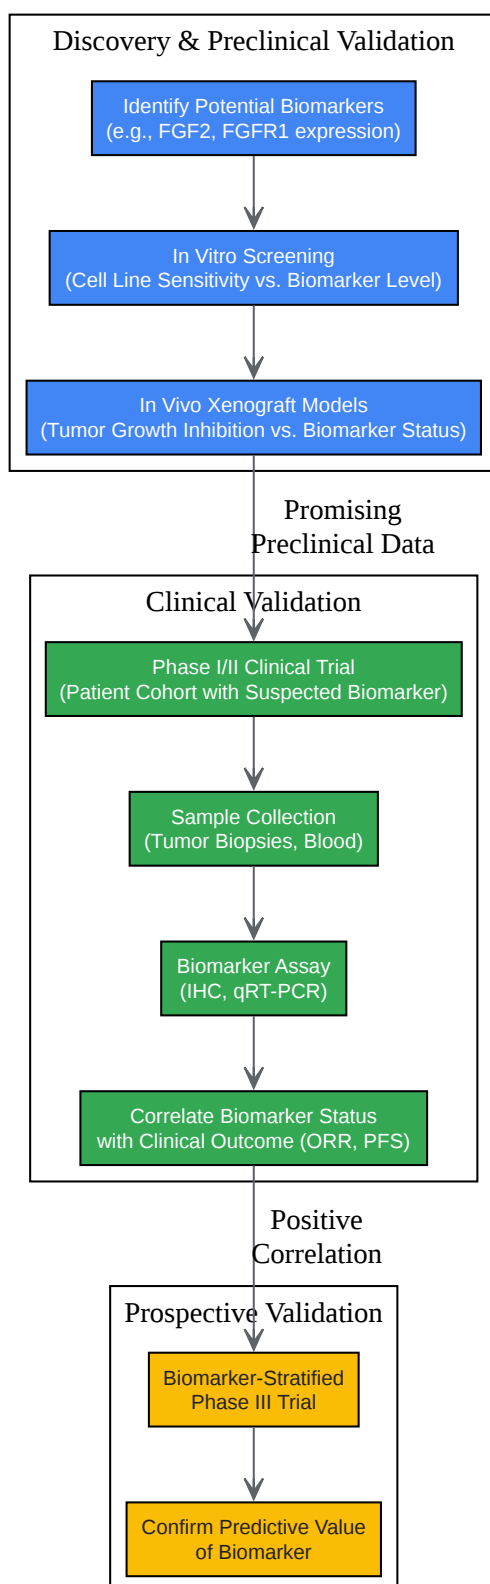 Discovery & Preclinical Validation
Identify Potential Biomarkers
(e.g., FGF2, FGFR1 expression)
In Vitro Screening
(Cell Line Sensitivity vs. Biomarker Level)
In Vivo Xenograft Models
(Tumor Growth Inhibition vs. Biomarker Status)
Promising
Preclinical Data
Clinical Validation
Phase I/II Clinical Trial
(Patient Cohort with Suspected Biomarker)
Sample Collection
(Tumor Biopsies, Blood)
Biomarker Assay
(IHC, qRT-PCR)
Correlate Biomarker Status
with Clinical Outcome (ORR, PFS)
Positive
Correlation
Prospective Validation
Biomarker-Stratified
Phase III Trial
Confirm Predictive Value
of Biomarker